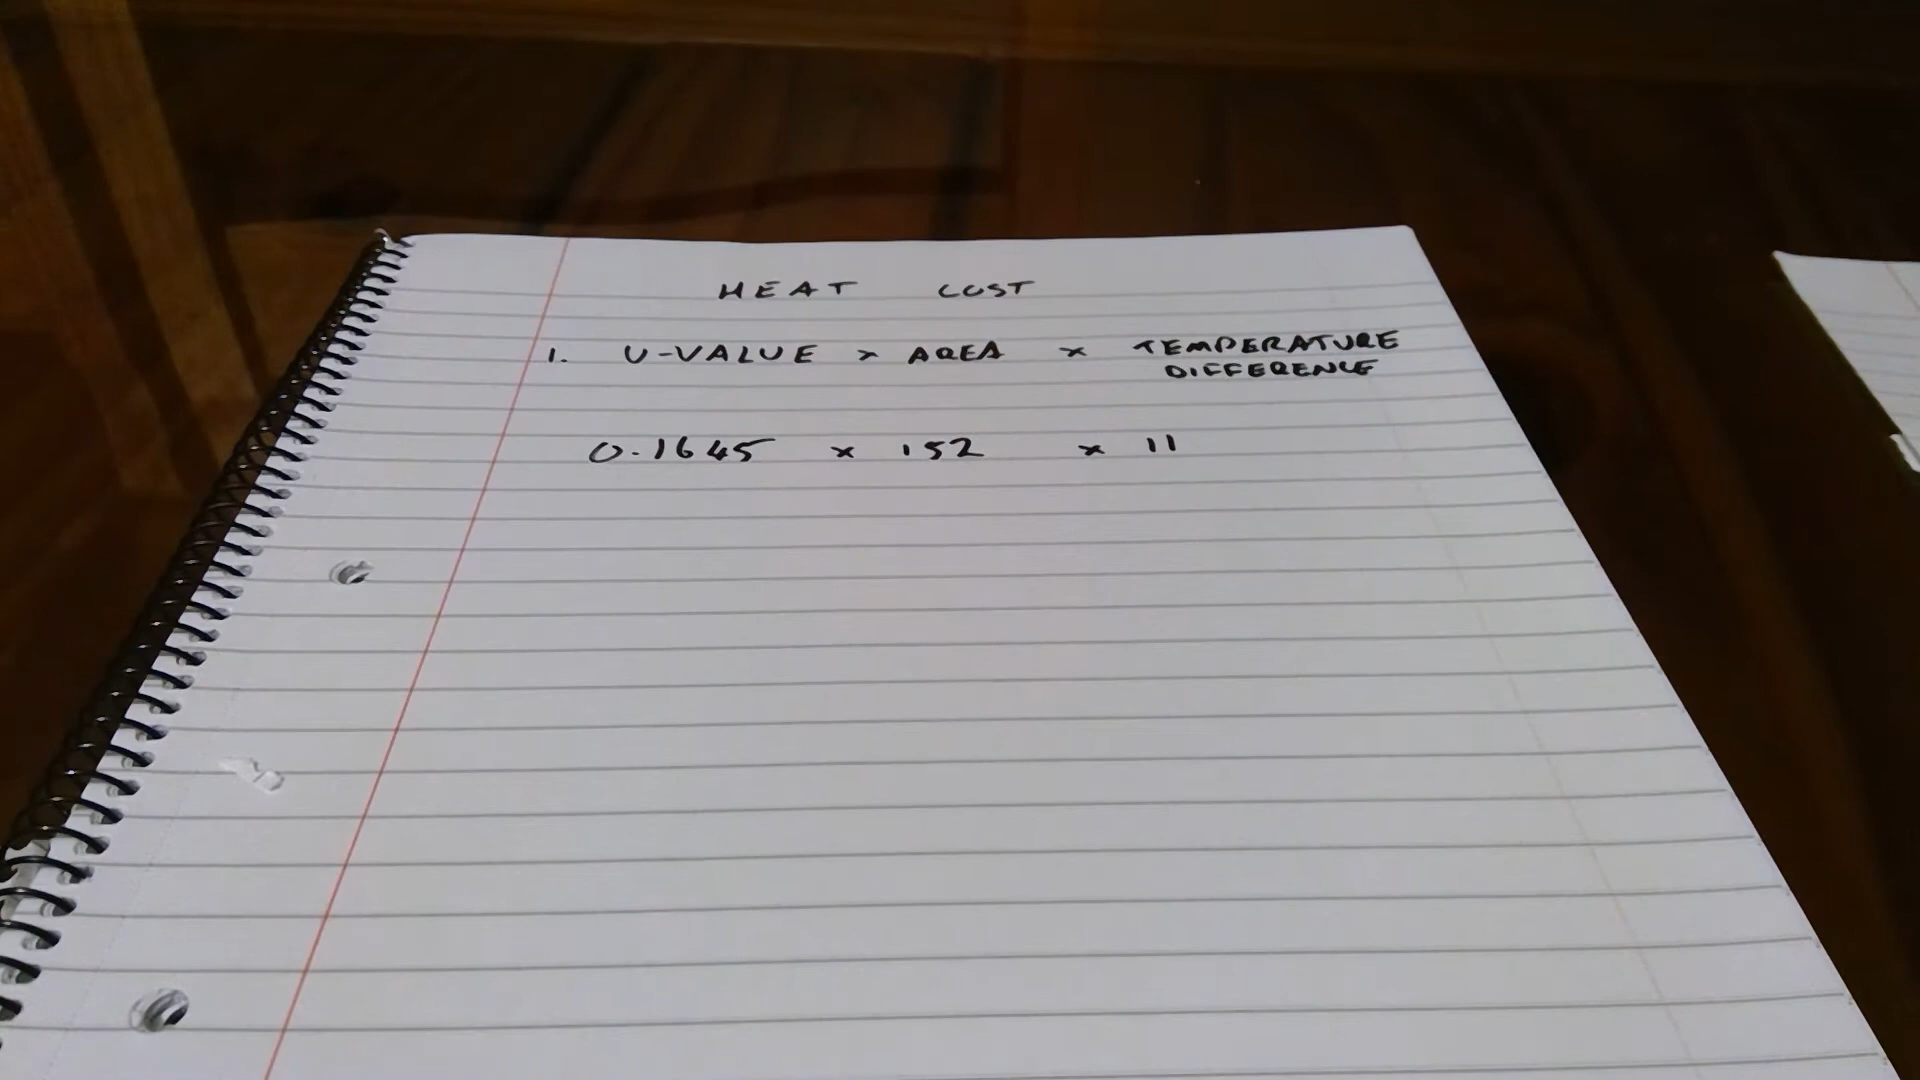 HEAT COST
1. U-VALUE × AREA × TEMPERATURE
DIFFERENCE
0.1645 × 152 × 11